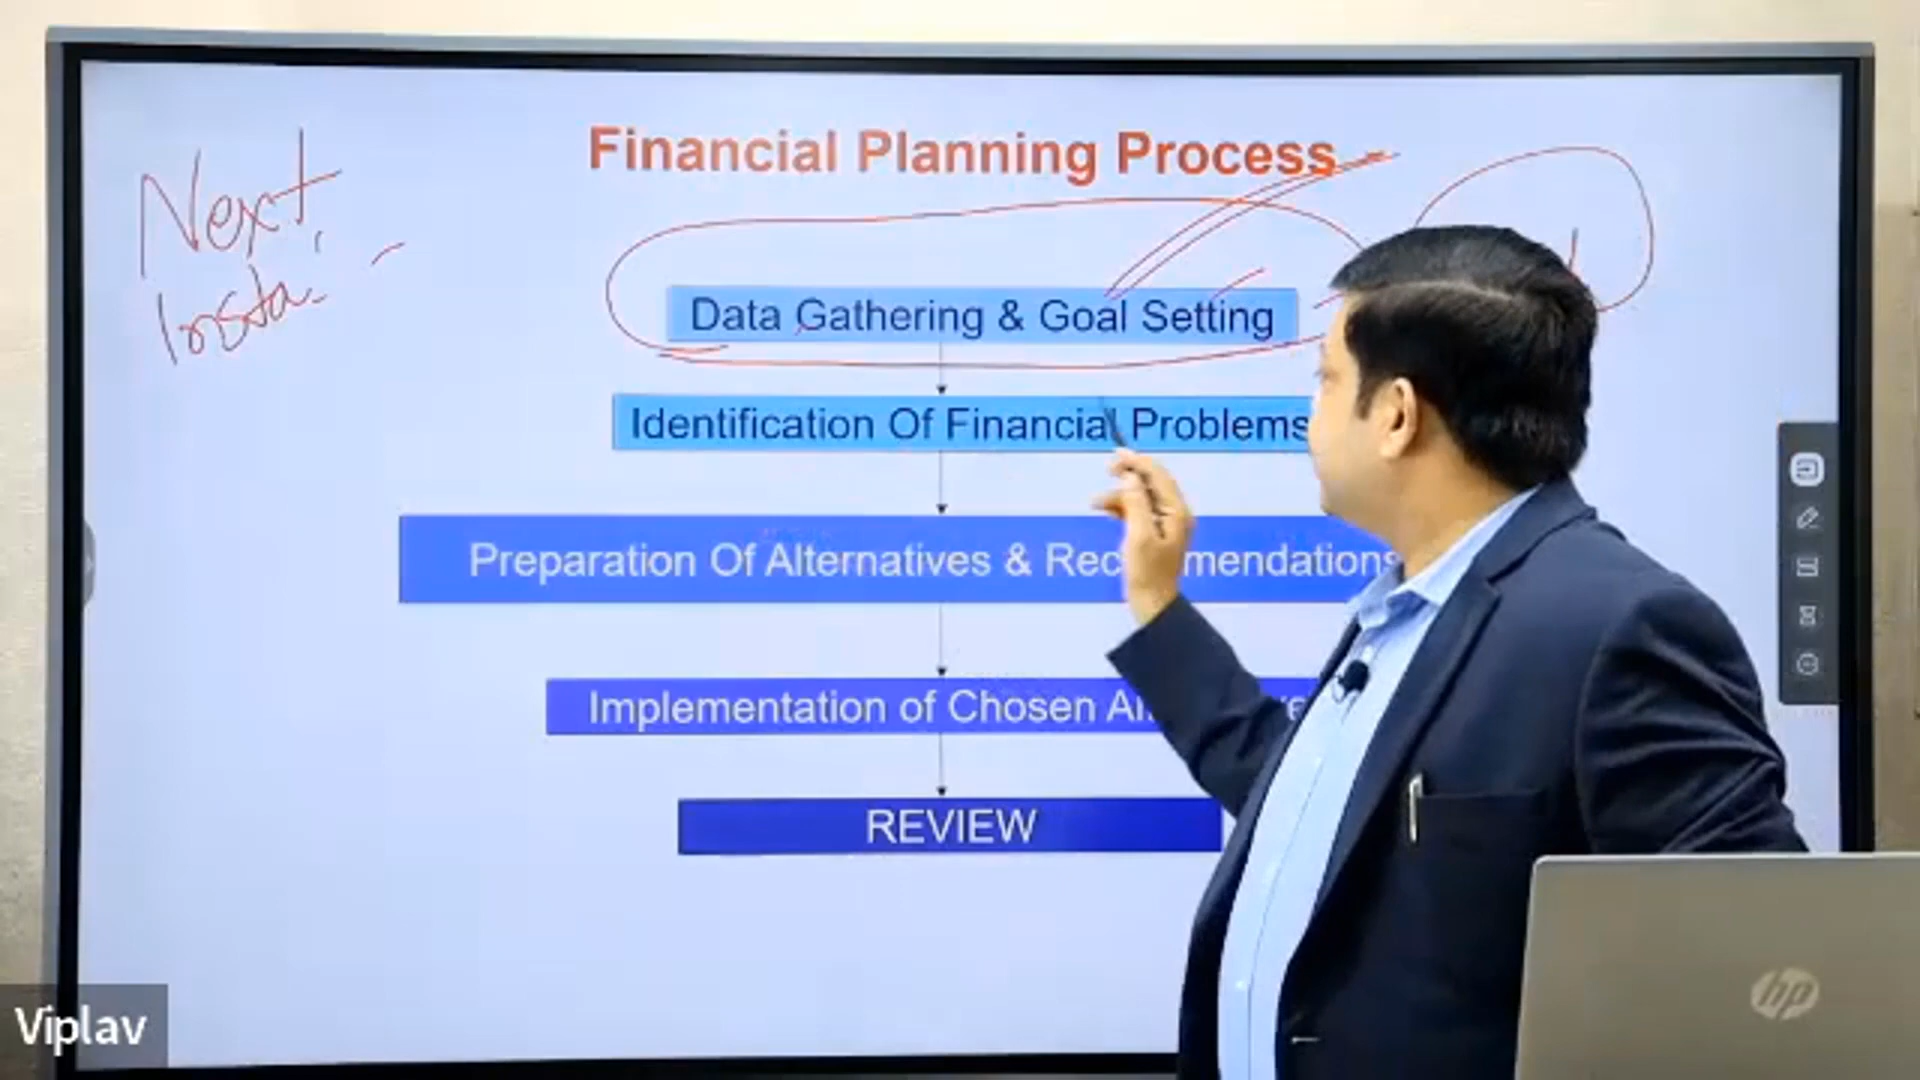 Financial Planning Process
Next
Insta.
Data Gathering & Goal Setting
Identification Of Financial Problems
Preparation Of Alternatives & Rec mendations
Implementation of Chosen
REVIEW
Viplav
hp